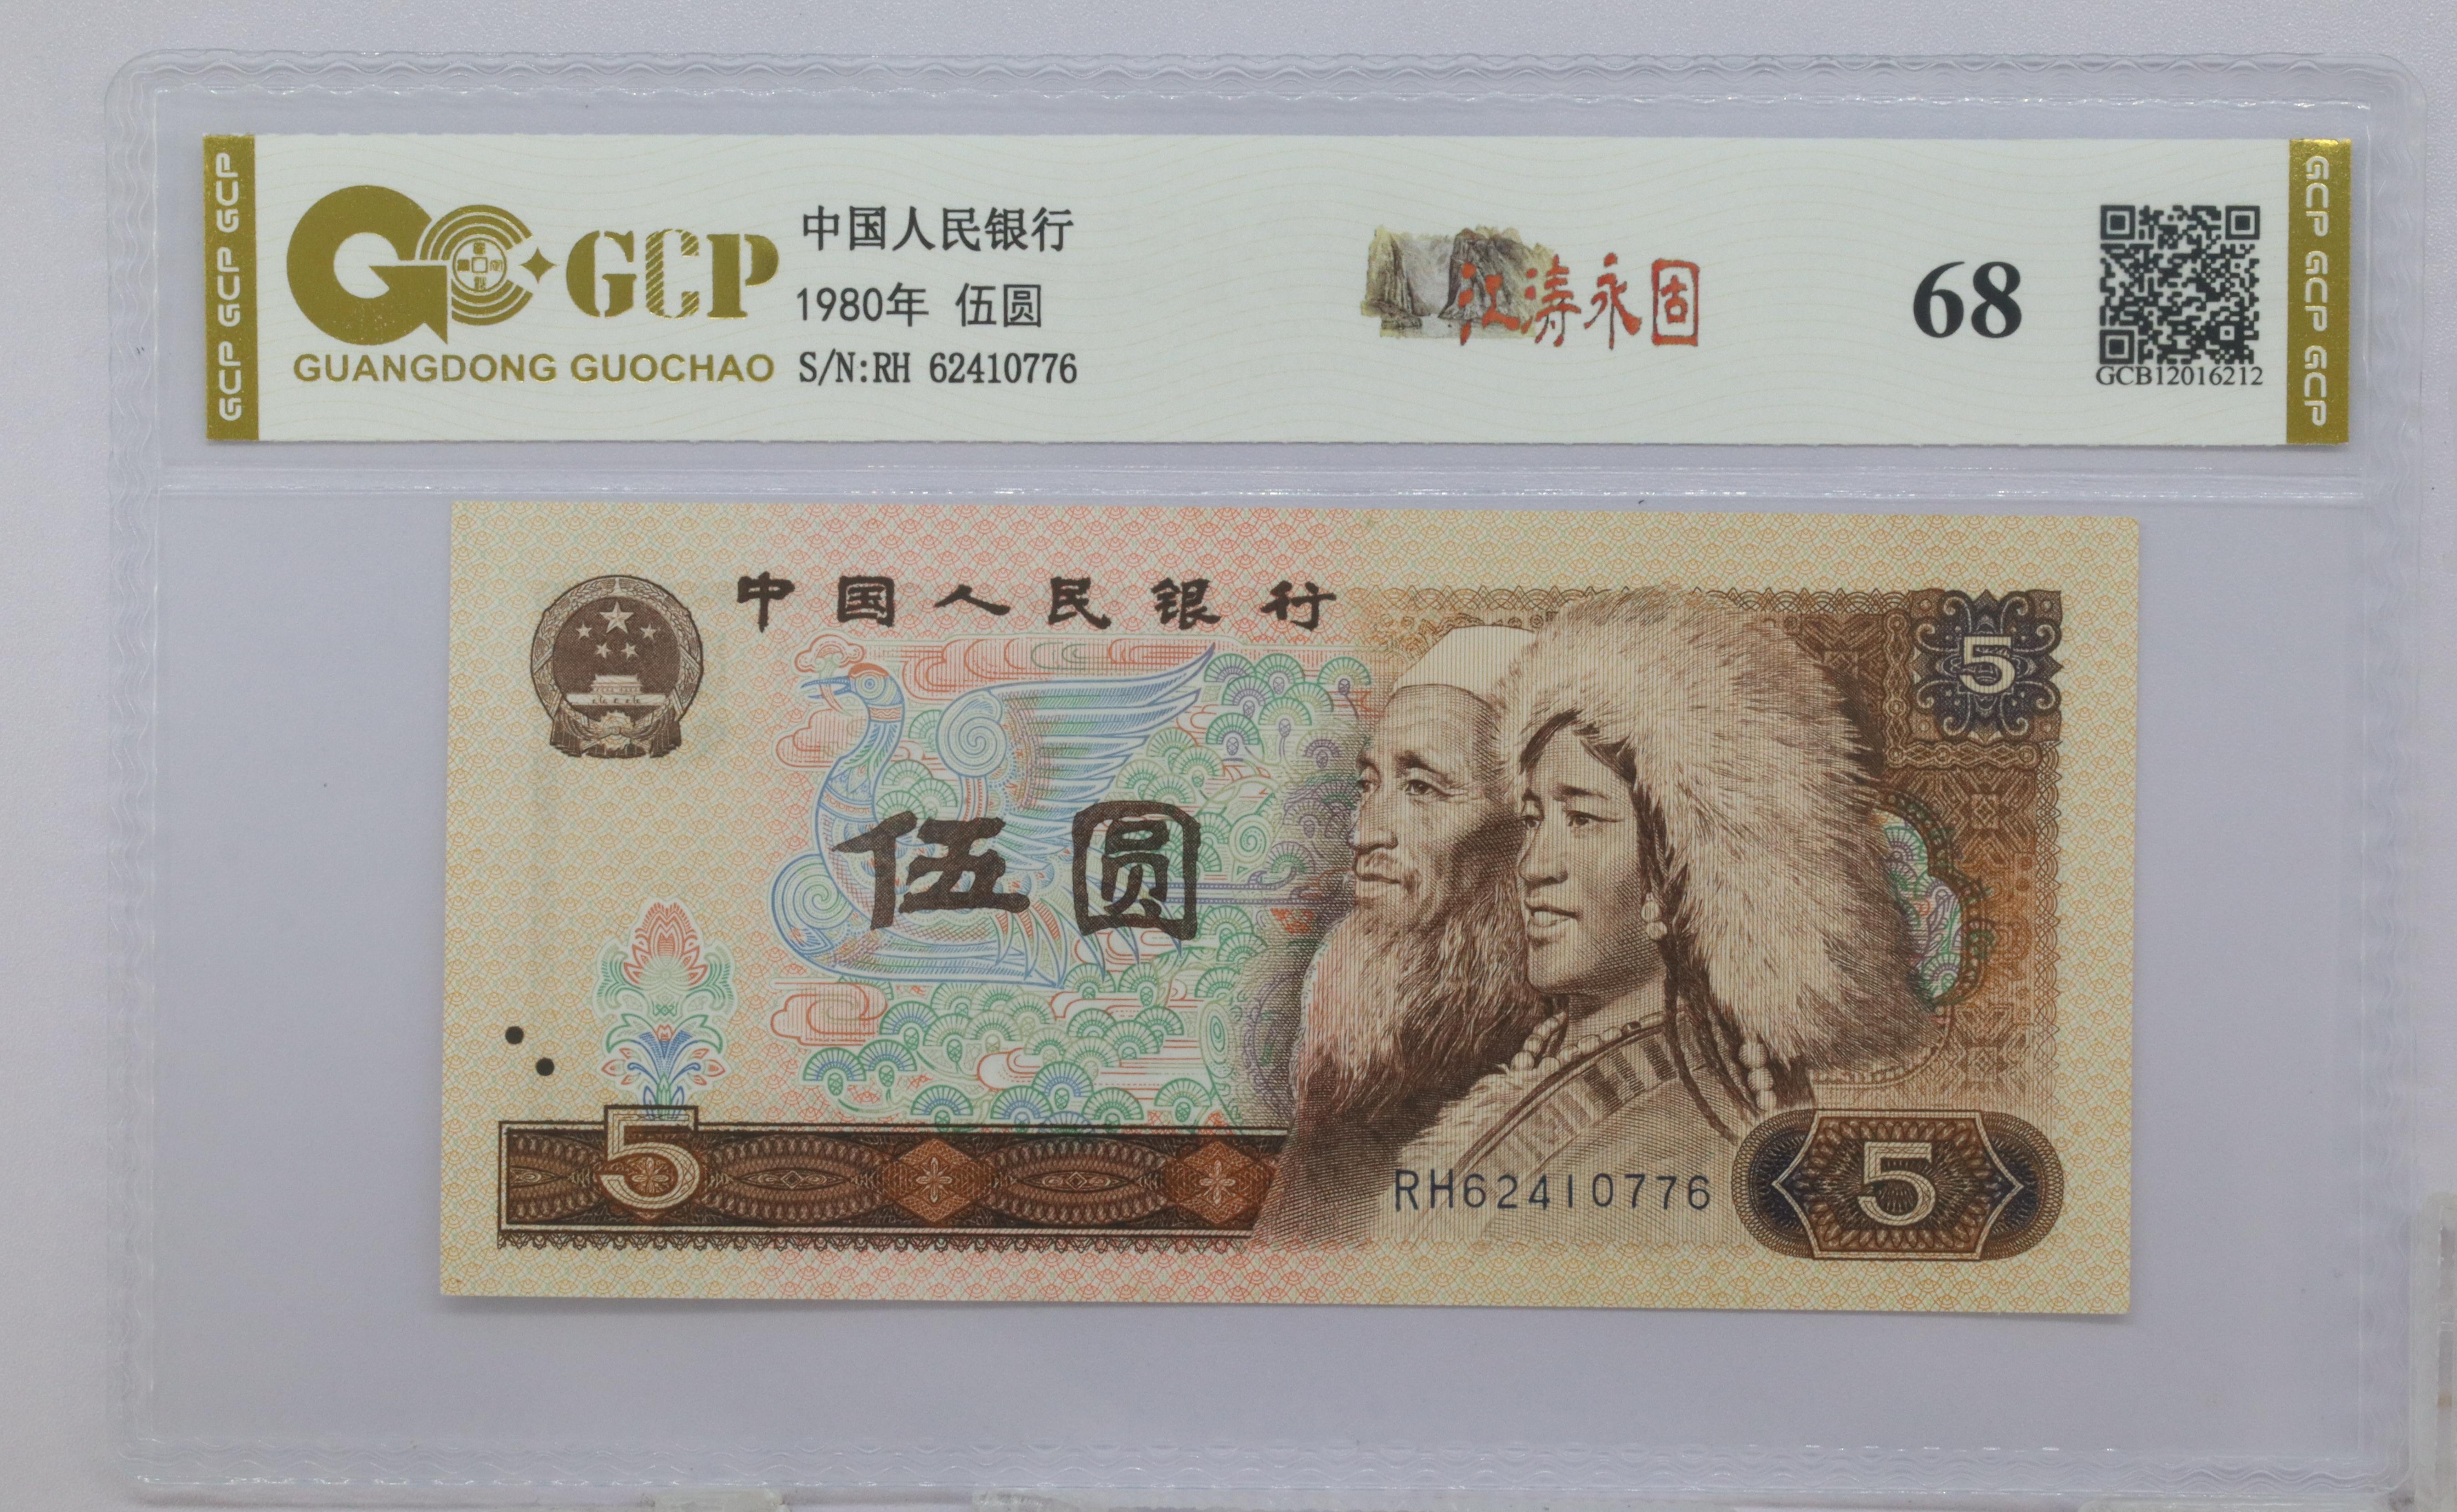 GCP GCP GCP
GCP
GUANGDONG GUOCHAO
中国人民银行
1980年 伍圆
S/N:RH 62410776
江涛永固
68
GCB12016212
GCP GCP GCP
中国人民银行
5
伍圆
5
RH62410776
5